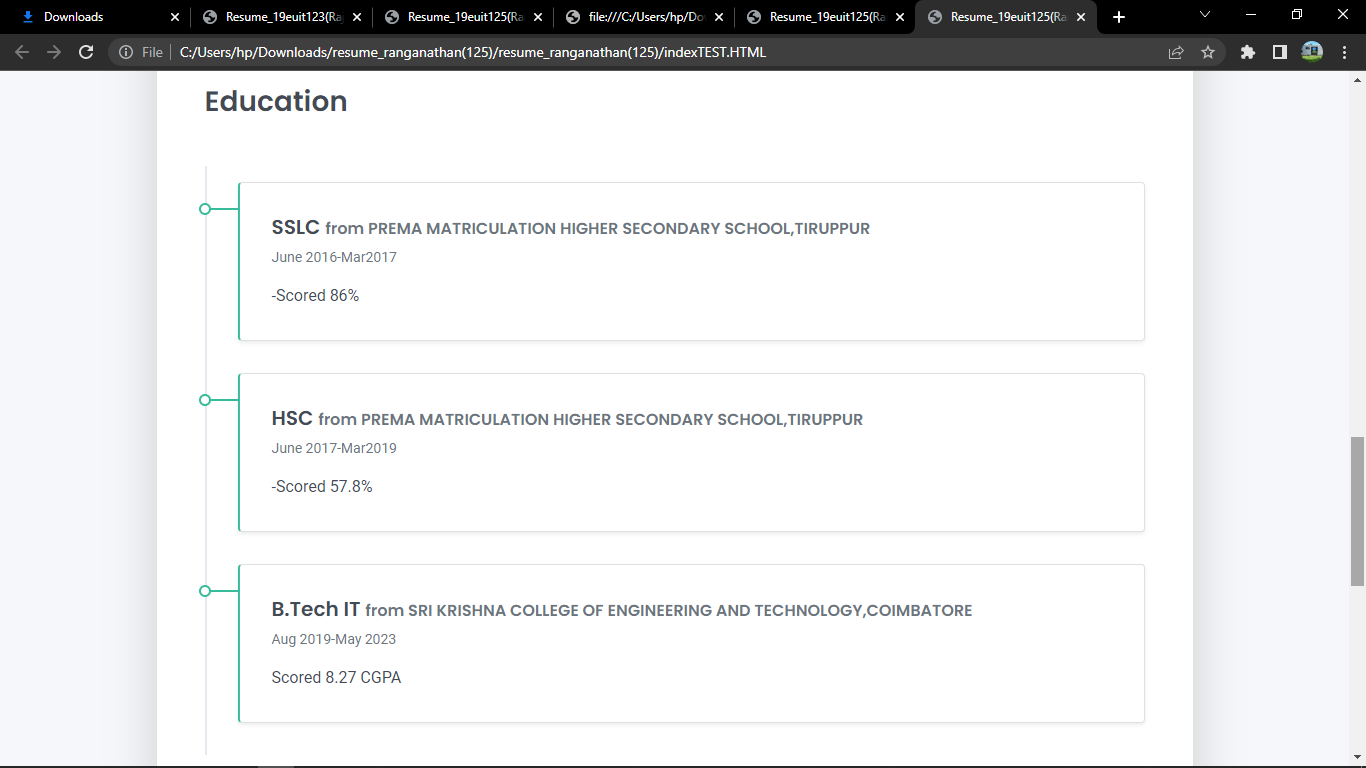 Downloads
Resume_19euit123(Ra
Resume_19euit125(Ra
file:///C:/Users/hp/Do
Resume_19euit125(Ra
Resume_19euit125(Ra
File
C:/Users/hp/Downloads/resume_ranganathan(125)/resume_ranganathan(125)/indexTEST.HTML
Education
SSLC from PREMA MATRICULATION HIGHER SECONDARY SCHOOL,TIRUPPUR
June 2016-Mar2017
-Scored 86%
HSC from PREMA MATRICULATION HIGHER SECONDARY SCHOOL,TIRUPPUR
June 2017-Mar2019
-Scored 57.8%
B.Tech IT from SRI KRISHNA COLLEGE OF ENGINEERING AND TECHNOLOGY,COIMBATORE
Aug 2019-May 2023
Scored 8.27 CGPA